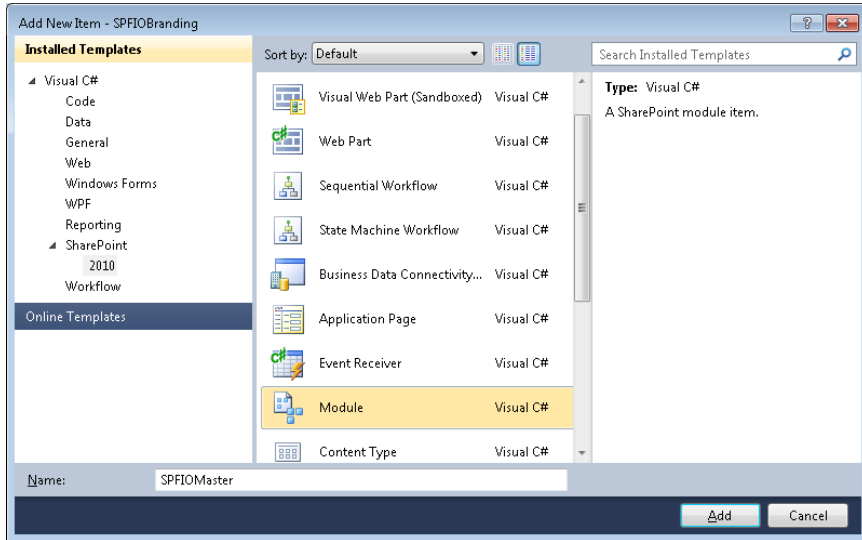 Add New Item - SPFIOBranding
Installed Templates
Visual C#
Code
Data
General
Web
Windows Forms
WPF
Reporting
SharePoint
2010
Workflow
Online Templates
Sort by: Default
Search Installed Templates
Visual Web Part (Sandboxed) Visual C#
Web Part Visual C#
Sequential Workflow Visual C#
State Machine Workflow Visual C#
Business Data Connectivity... Visual C#
Application Page Visual C#
Event Receiver Visual C#
Module Visual C#
Content Type Visual C#
Type: Visual C#
A SharePoint module item.
Name: SPFIOMaster
Add Cancel